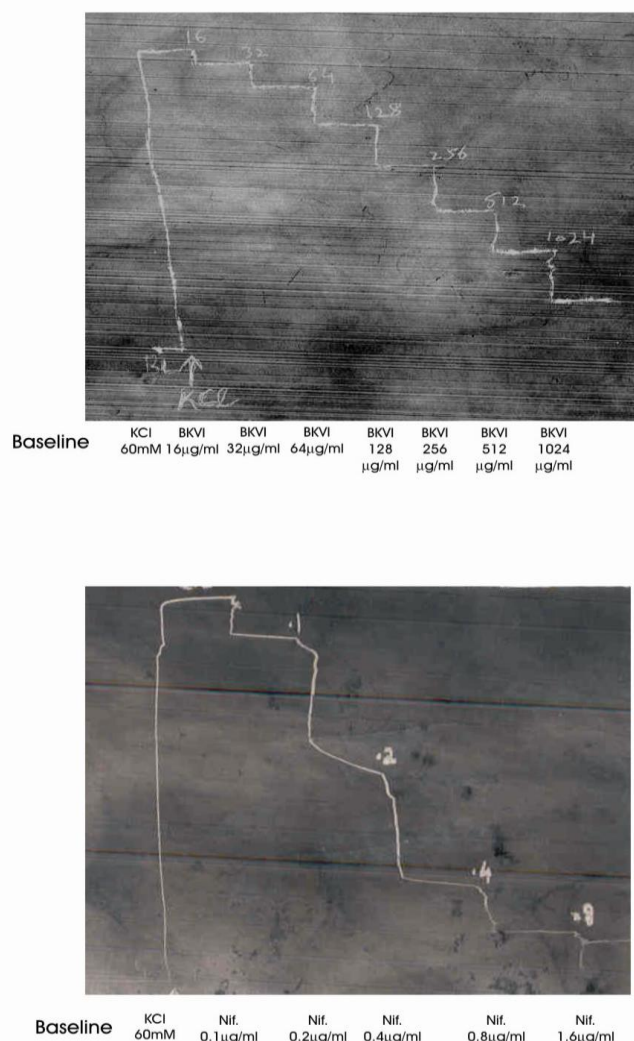 16
32
64
128
256
512
1024
BL
KCl
Baseline
KCl 60mM
BKVI 16µg/ml
BKVI 32µg/ml
BKVI 64µg/ml
BKVI 128 µg/ml
BKVI 256 µg/ml
BKVI 512 µg/ml
BKVI 1024 µg/ml
.1
.2
.4
.8
Baseline
KCl 60mM
Nif. 0.1µg/ml
Nif. 0.2µg/ml
Nif. 0.4µg/ml
Nif. 0.8µg/ml
Nif. 1.6µg/ml